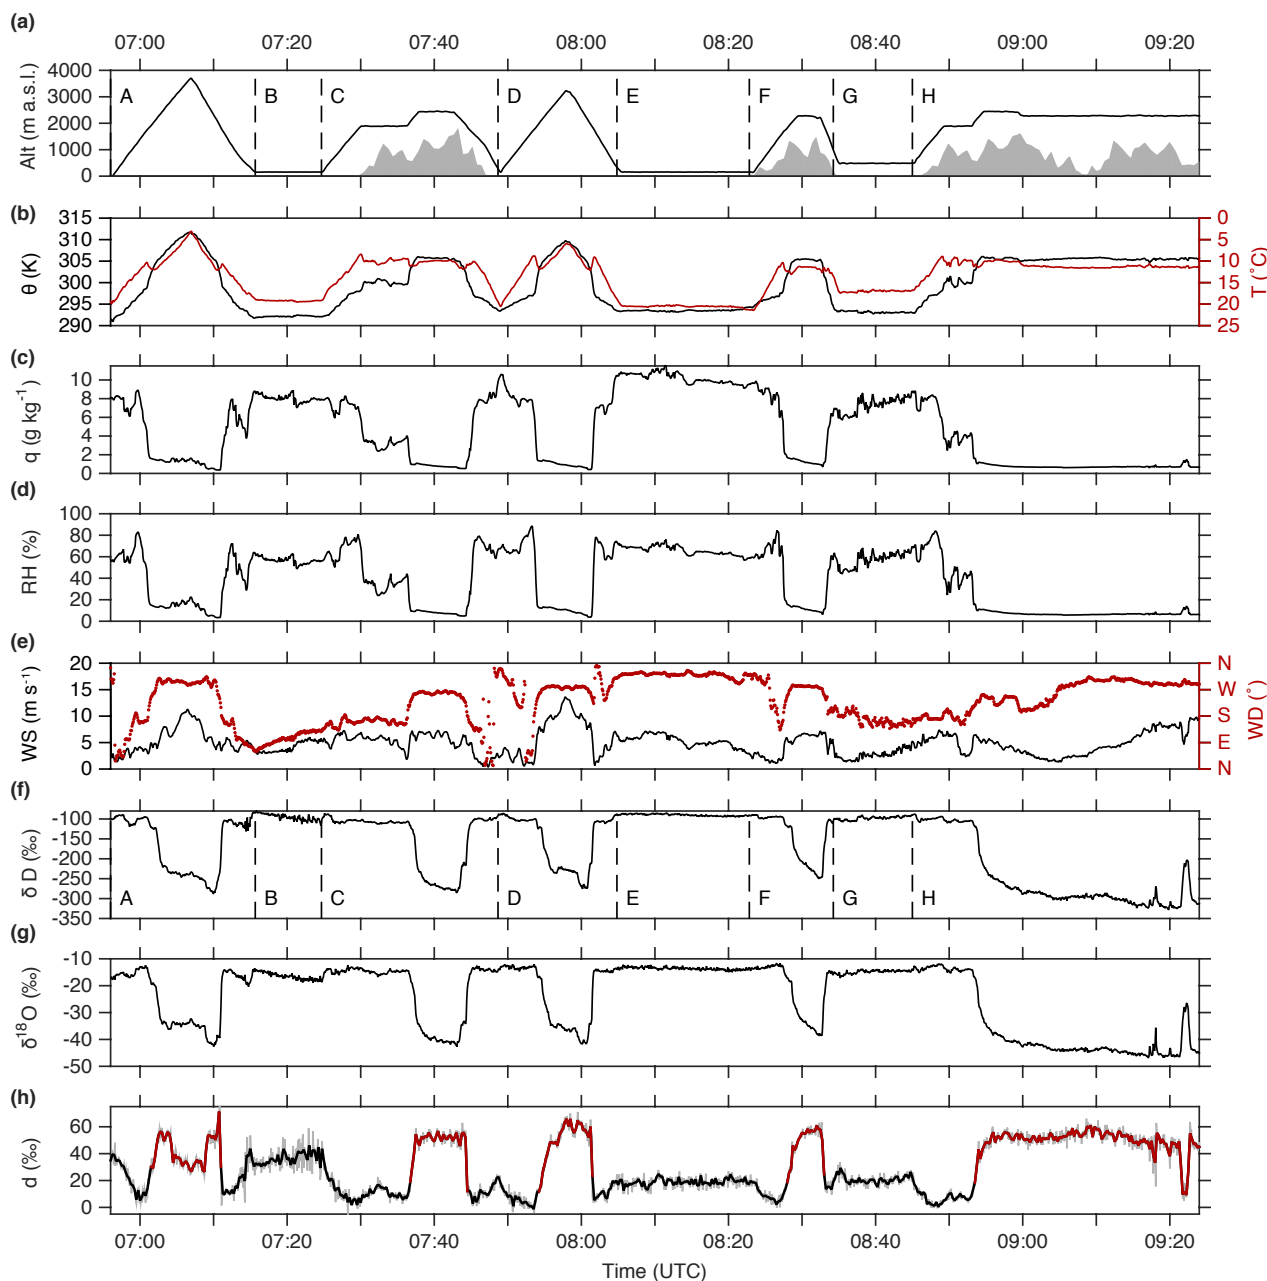 (a)
07:00 07:20 07:40 08:00 08:20 08:40 09:00 09:20
Alt (m a.s.l.)
4000
3000
2000
1000
0
A B C D E F G H
(b)
θ (K)
315
310
305
300
295
290
0
5
10
15
20
25
T (°C)
(c)
q (g kg⁻¹)
10
8
6
4
2
0
(d)
RH (%)
100
80
60
40
20
0
(e)
WS (m s⁻¹)
20
15
10
5
0
N
W
S
E
N
WD (°)
(f)
δ D (‰)
-100
-150
-200
-250
-300
-350
A B C D E F G H
(g)
δ¹⁸O (‰)
-10
-20
-30
-40
-50
(h)
d (‰)
60
40
20
0
07:00 07:20 07:40 08:00 08:20 08:40 09:00 09:20
Time (UTC)